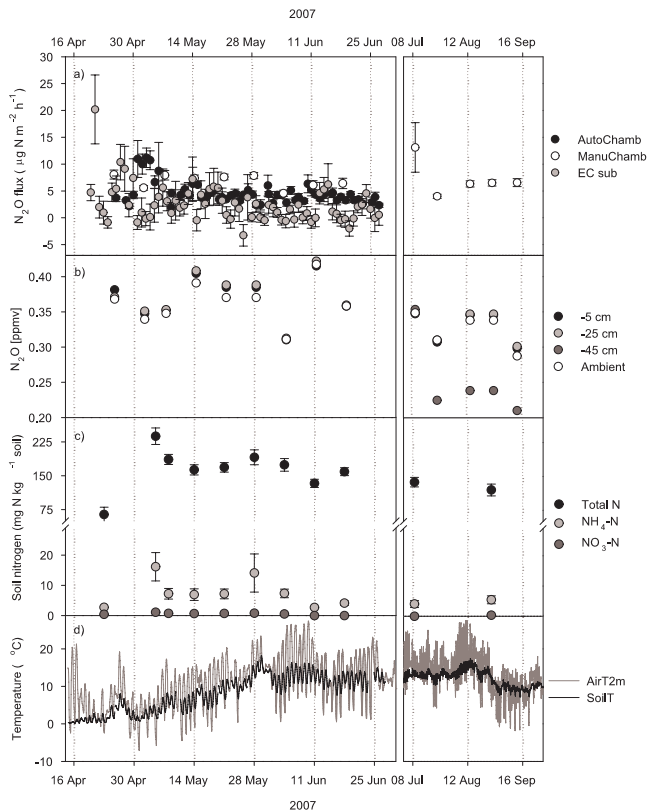 2007
16 Apr 30 Apr 14 May 28 May 11 Jun 25 Jun 08 Jul 12 Aug 16 Sep
a)
30
25
20
15
10
5
0
-5
N₂O flux ( µg N m⁻² h⁻¹ )
AutoChamb
ManuChamb
EC sub
b)
0,40
0,35
0,30
0,20
N₂O [ppmv]
-5 cm
-25 cm
-45 cm
Ambient
c)
225
150
75
20
10
0
Soil nitrogen (mg N kg⁻¹ soil)
Total N
NH₄-N
NO₃-N
d)
20
10
0
-10
Temperature ( °C)
AirT2m
SoilT
16 Apr 30 Apr 14 May 28 May 11 Jun 25 Jun 08 Jul 12 Aug 16 Sep
2007